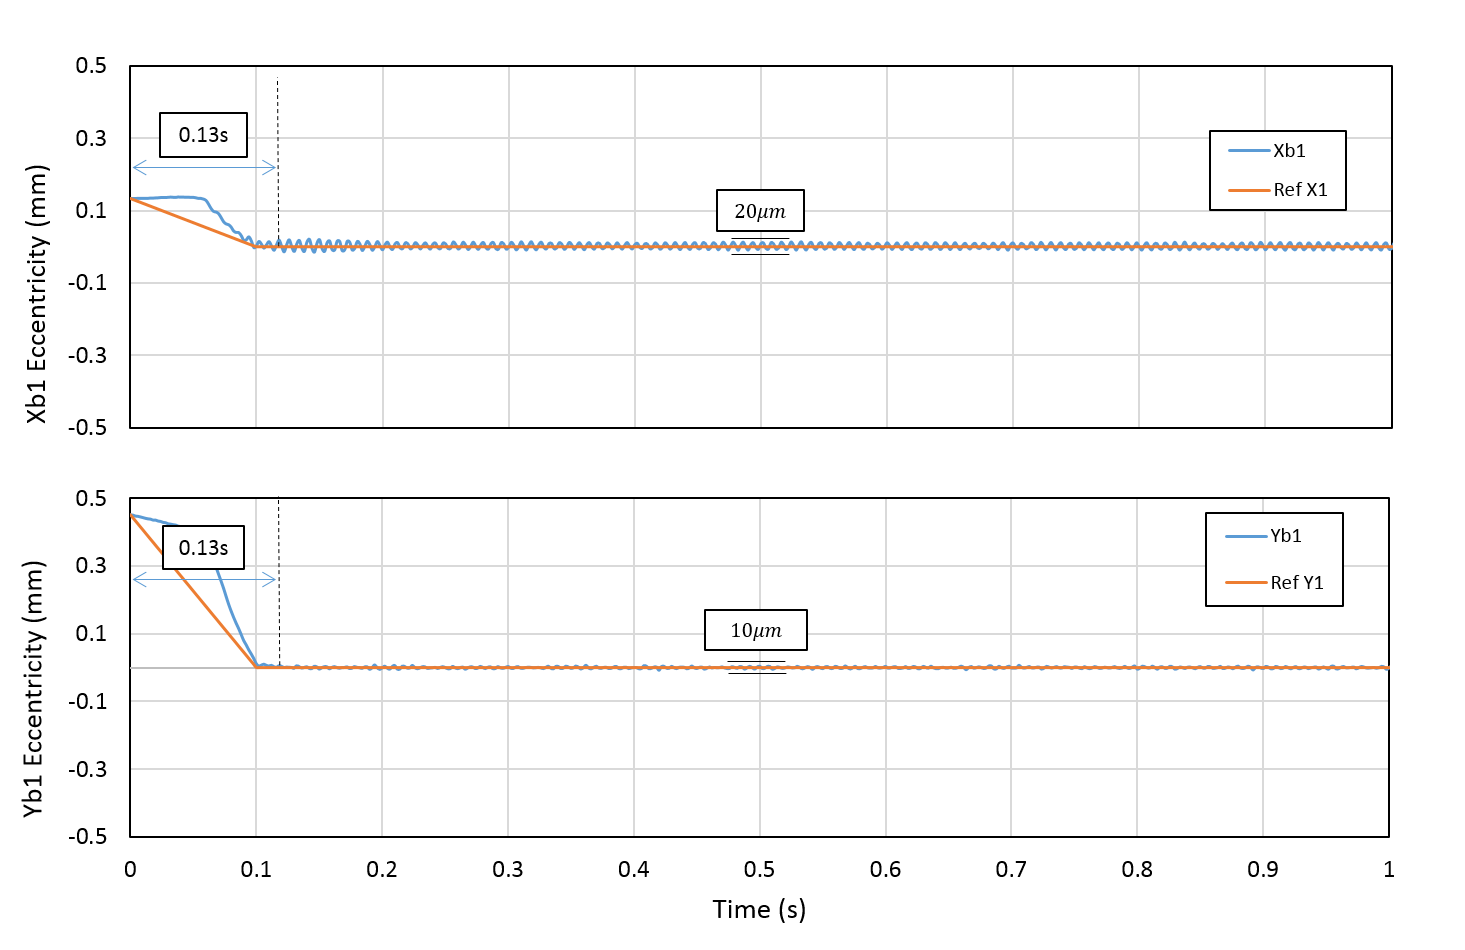 0.5
0.3
0.1
-0.1
-0.3
-0.5
Xb1 Eccentricity (mm)
0.13s
20μm
Xb1
Ref X1
0.5
0.3
0.1
-0.1
-0.3
-0.5
Yb1 Eccentricity (mm)
0.13s
10μm
Yb1
Ref Y1
0 0.1 0.2 0.3 0.4 0.5 0.6 0.7 0.8 0.9 1
Time (s)